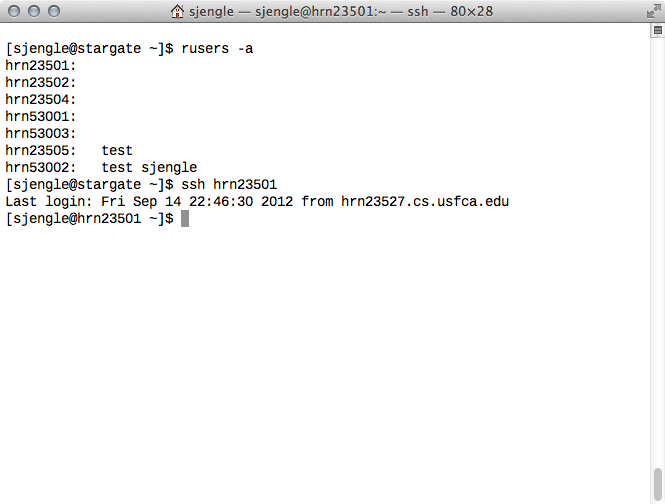 sjengle — sjengle@hrn23501:~ — ssh — 80×28
[sjengle@stargate ~]$ rusers -a
hrn23501:
hrn23502:
hrn23504:
hrn53001:
hrn53003:
hrn23505:   test
hrn53002:   test sjengle
[sjengle@stargate ~]$ ssh hrn23501
Last login: Fri Sep 14 22:46:30 2012 from hrn23527.cs.usfca.edu
[sjengle@hrn23501 ~]$